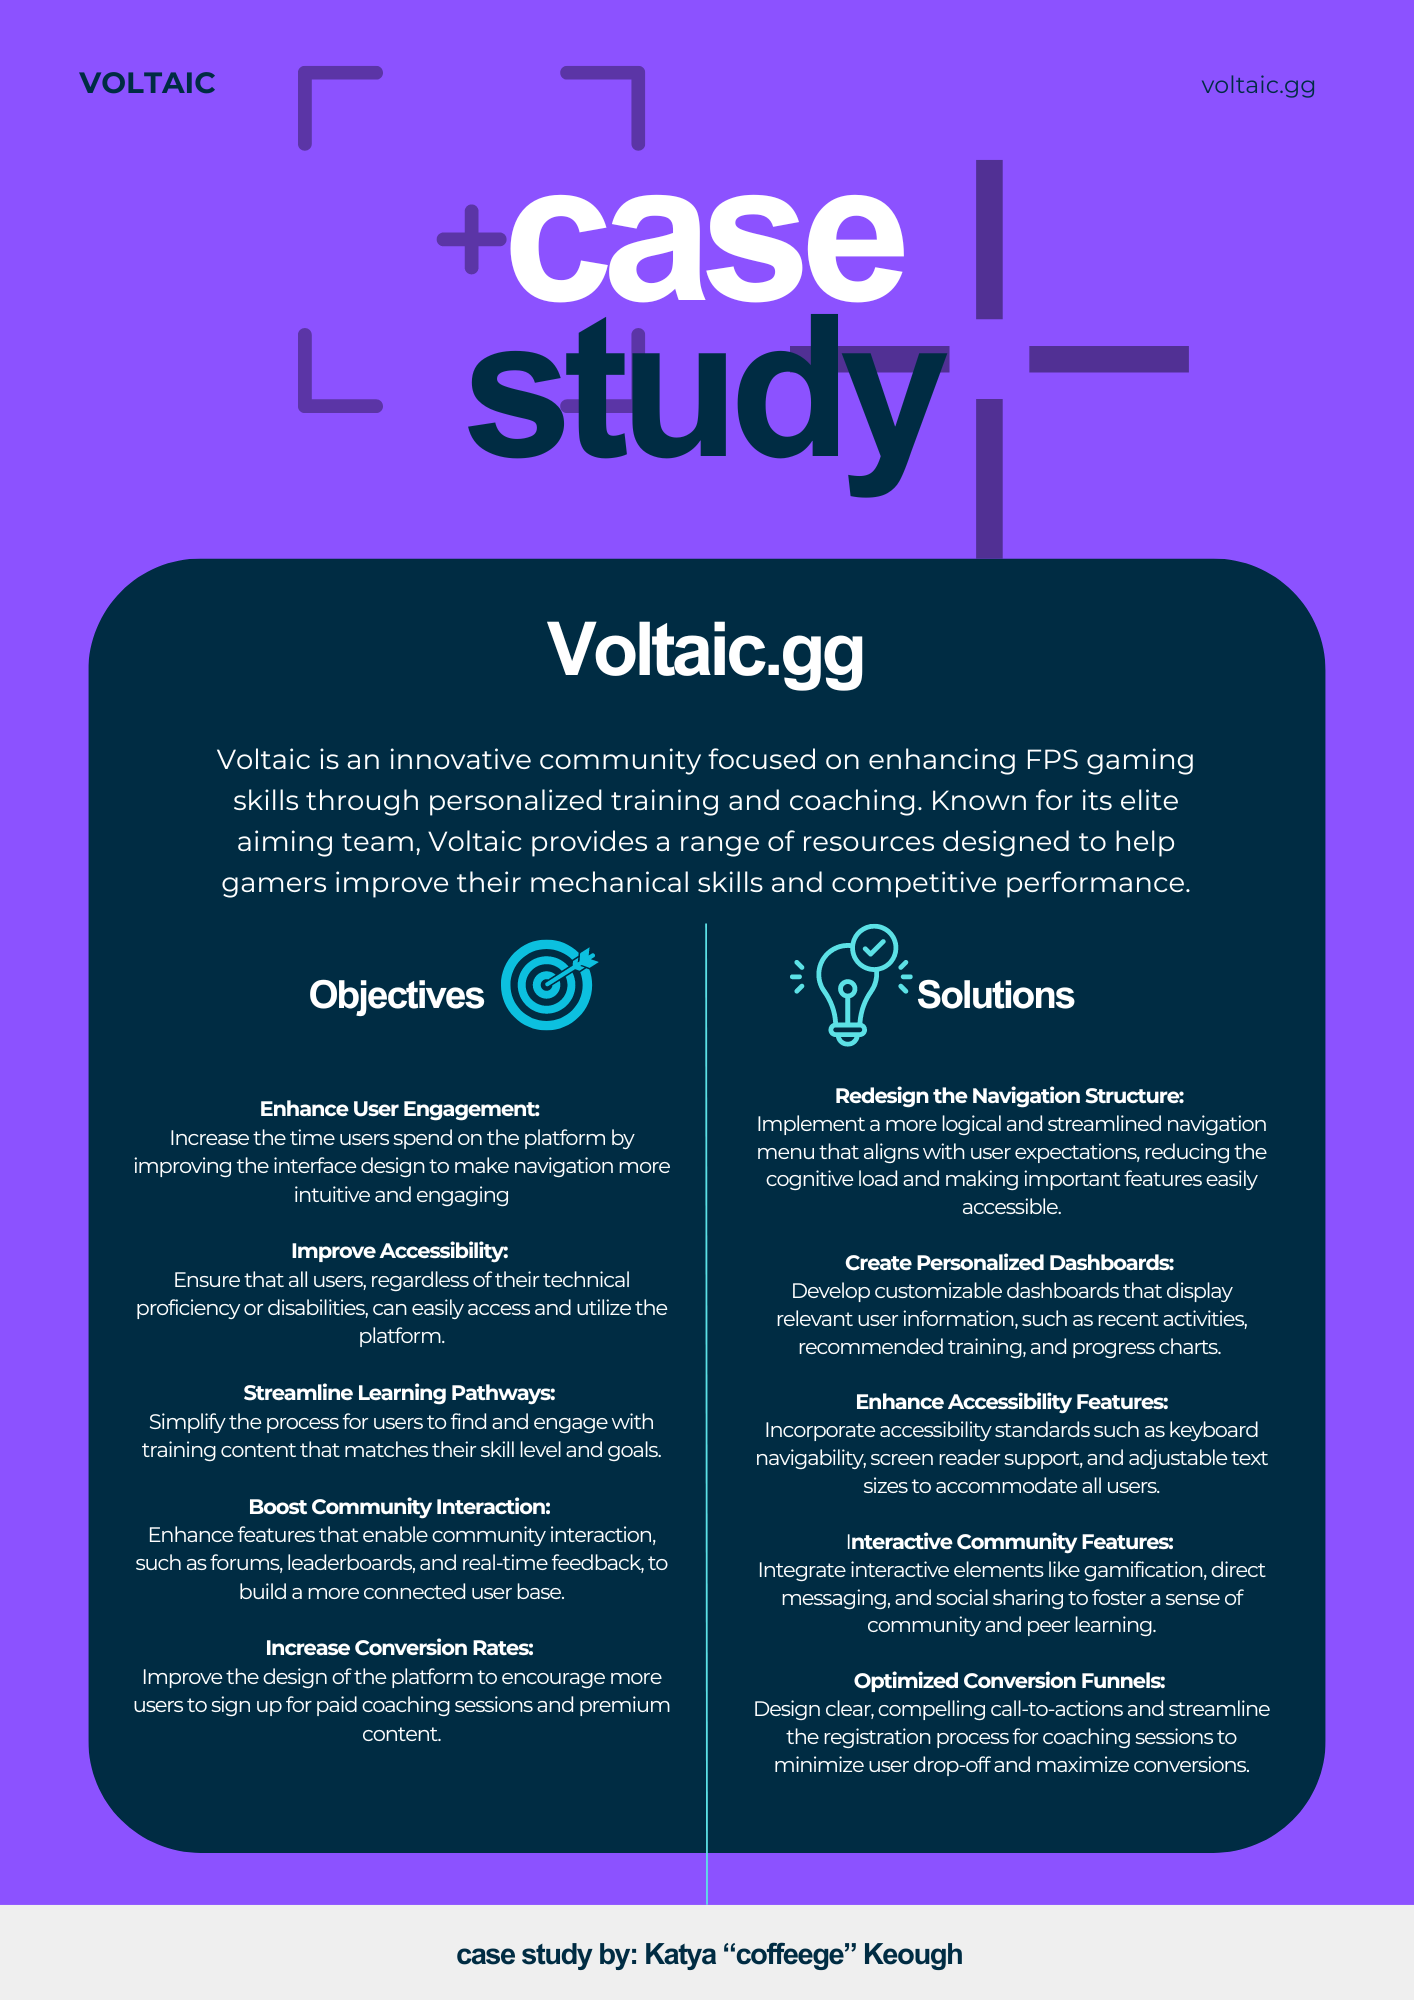 VOLTAIC
voltaic.gg
case
study
Voltaic.gg
Voltaic is an innovative community focused on enhancing FPS gaming
skills through personalized training and coaching. Known for its elite
aiming team, Voltaic provides a range of resources designed to help
gamers improve their mechanical skills and competitive performance.
Objectives
Enhance User Engagement:
Increase the time users spend on the platform by
improving the interface design to make navigation more
intuitive and engaging
Improve Accessibility:
Ensure that all users, regardless of their technical
proficiency or disabilities, can easily access and utilize the
platform.
Streamline Learning Pathways:
Simplify the process for users to find and engage with
training content that matches their skill level and goals.
Boost Community Interaction:
Enhance features that enable community interaction,
such as forums, leaderboards, and real-time feedback, to
build a more connected user base.
Increase Conversion Rates:
Improve the design of the platform to encourage more
users to sign up for paid coaching sessions and premium
content.
Solutions
Redesign the Navigation Structure:
Implement a more logical and streamlined navigation
menu that aligns with user expectations, reducing the
cognitive load and making important features easily
accessible.
Create Personalized Dashboards:
Develop customizable dashboards that display
relevant user information, such as recent activities,
recommended training, and progress charts.
Enhance Accessibility Features:
Incorporate accessibility standards such as keyboard
navigability, screen reader support, and adjustable text
sizes to accommodate all users.
Interactive Community Features:
Integrate interactive elements like gamification, direct
messaging, and social sharing to foster a sense of
community and peer learning.
Optimized Conversion Funnels:
Design clear, compelling call-to-actions and streamline
the registration process for coaching sessions to
minimize user drop-off and maximize conversions.
case study by: Katya “coffeege” Keough